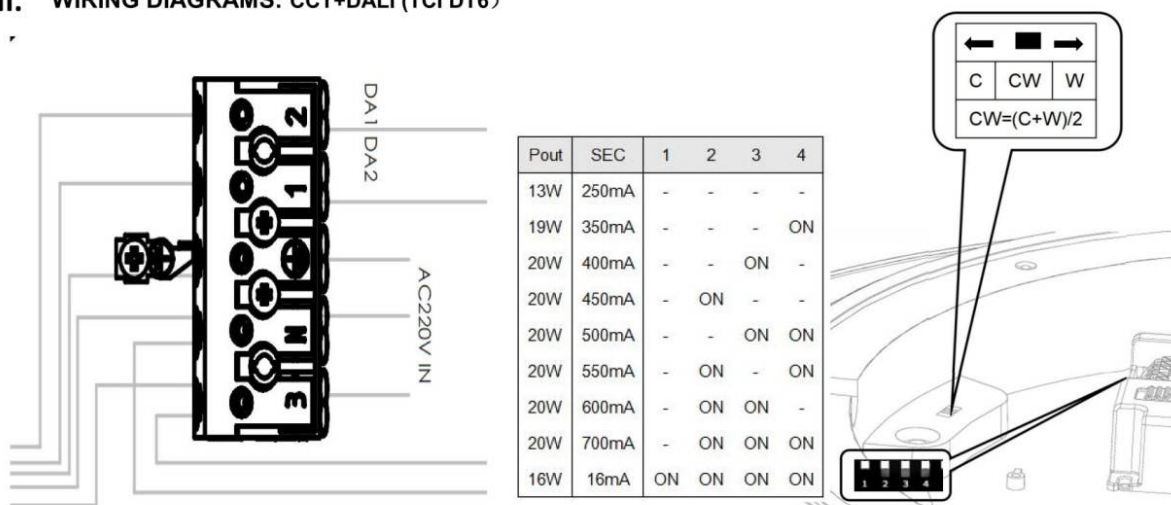 WIRING DIAGRAMS: CCT+DALI (TCI DT6）
2
1
N
3
DA1 DA2
AC220V IN
Pout SEC 1 2 3 4
13W 250mA - - - -
19W 350mA - - - ON
20W 400mA - - ON -
20W 450mA - ON - -
20W 500mA - - ON ON
20W 550mA - ON - ON
20W 600mA - ON ON -
20W 700mA - ON ON ON
16W 16mA ON ON ON ON
C CW W
CW=(C+W)/2
1 2 3 4